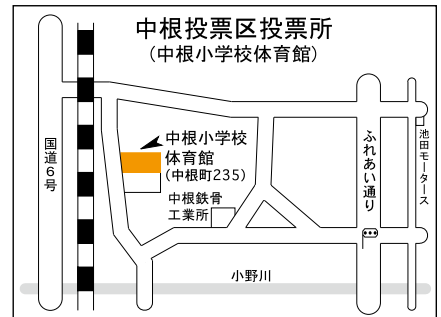 中根投票区投票所
(中根小学校体育館)
中根小学校
体育館
(中根町235)
中根鉄骨
工業所
国道6号
ふれあい通り
池田モータース
小野川